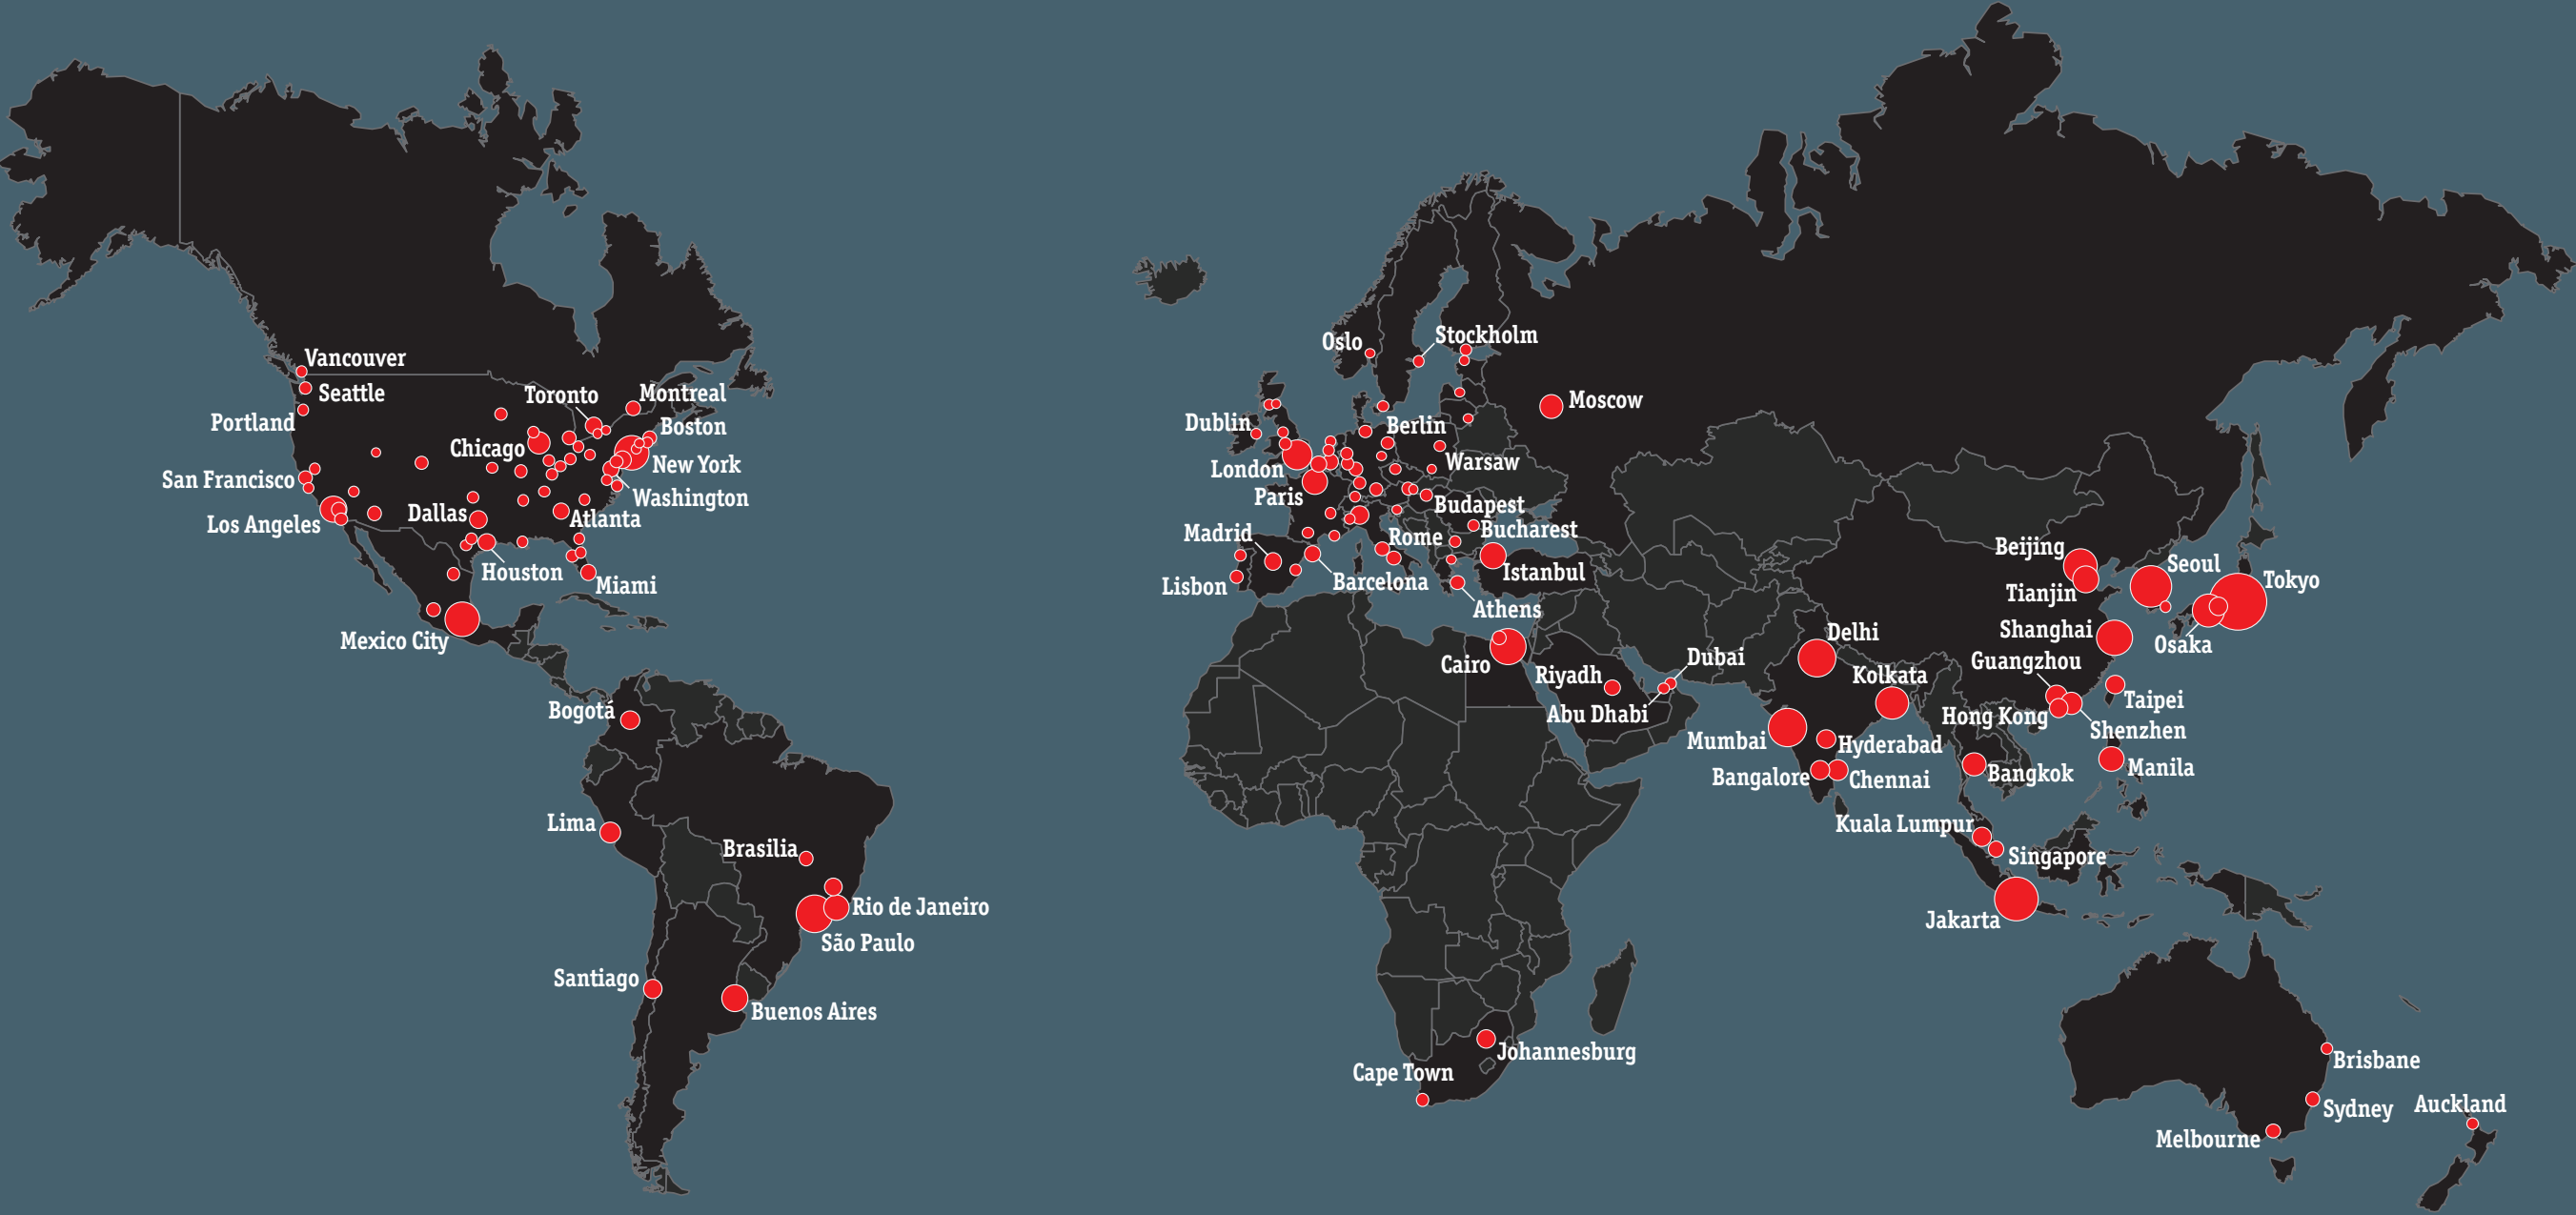 Vancouver
Seattle
Portland
San Francisco
Los Angeles
Toronto
Montreal
Boston
Chicago
New York
Washington
Dallas
Atlanta
Houston
Miami
Mexico City
Bogotá
Lima
Brasilia
Rio de Janeiro
São Paulo
Santiago
Buenos Aires
Oslo
Stockholm
Moscow
Dublin
Berlin
London
Warsaw
Paris
Budapest
Bucharest
Madrid
Rome
Istanbul
Lisbon
Barcelona
Athens
Cairo
Riyadh
Dubai
Abu Dhabi
Johannesburg
Cape Town
Delhi
Kolkata
Mumbai
Hyderabad
Bangalore
Chennai
Beijing
Tianjin
Seoul
Tokyo
Shanghai
Osaka
Guangzhou
Taipei
Hong Kong
Shenzhen
Manila
Bangkok
Kuala Lumpur
Singapore
Jakarta
Brisbane
Sydney
Melbourne
Auckland